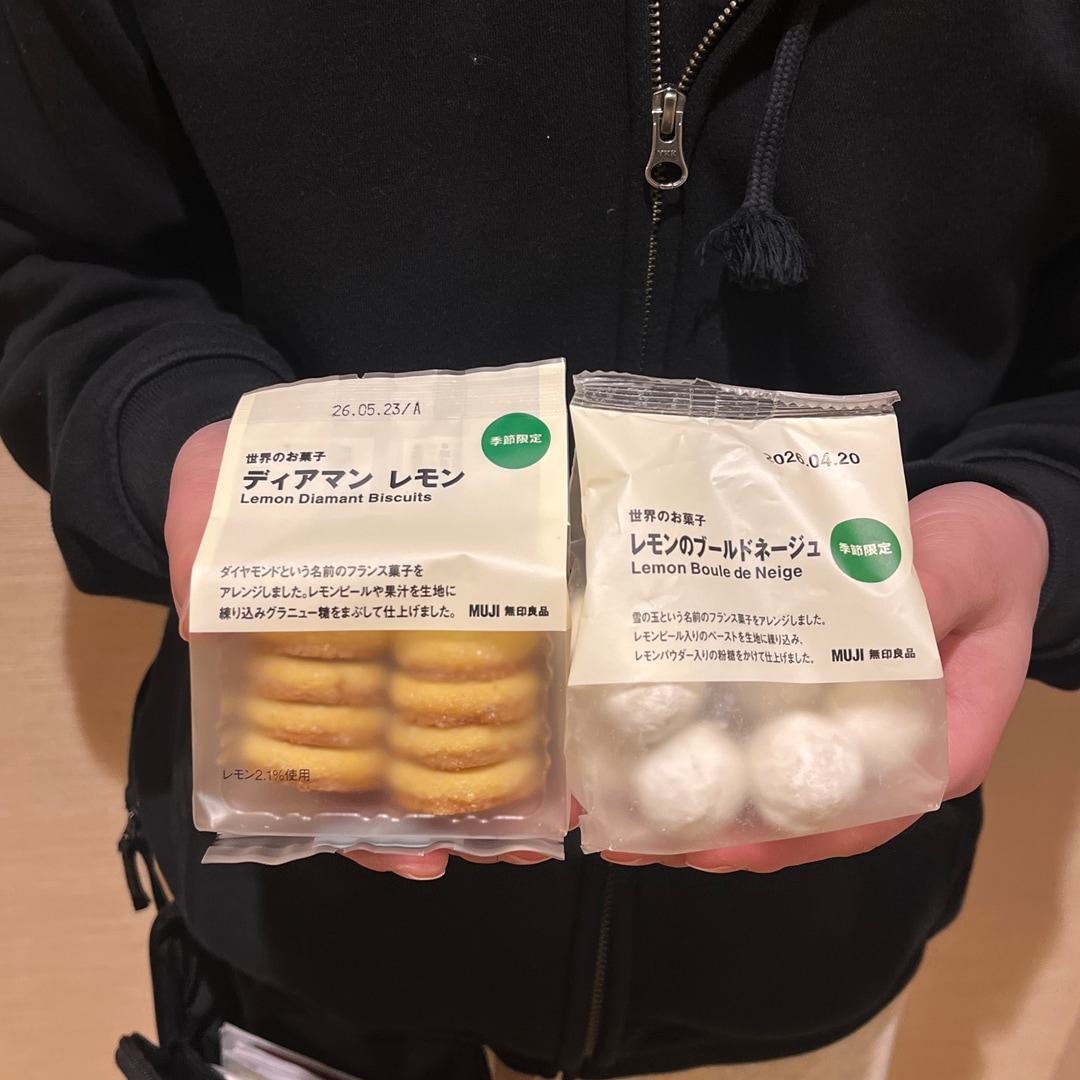 26.05.23/A
季節限定
世界のお菓子
ディアマン レモン
Lemon Diamant Biscuits
ダイヤモンドという名前のフランス菓子を
アレンジしました。レモンピールや果汁を生地に
練り込みグラニュー糖をまぶして仕上げました。
MUJI 無印良品
レモン2.1%使用
2026.04.20
世界のお菓子
レモンのブールドネージュ
季節限定
Lemon Boule de Neige
雪の玉という名前のフランス菓子をアレンジしました。
レモンピール入りのペーストを生地に練り込み、
レモンパウダー入りの粉糖をかけて仕上げました。
MUJI 無印良品
YKK